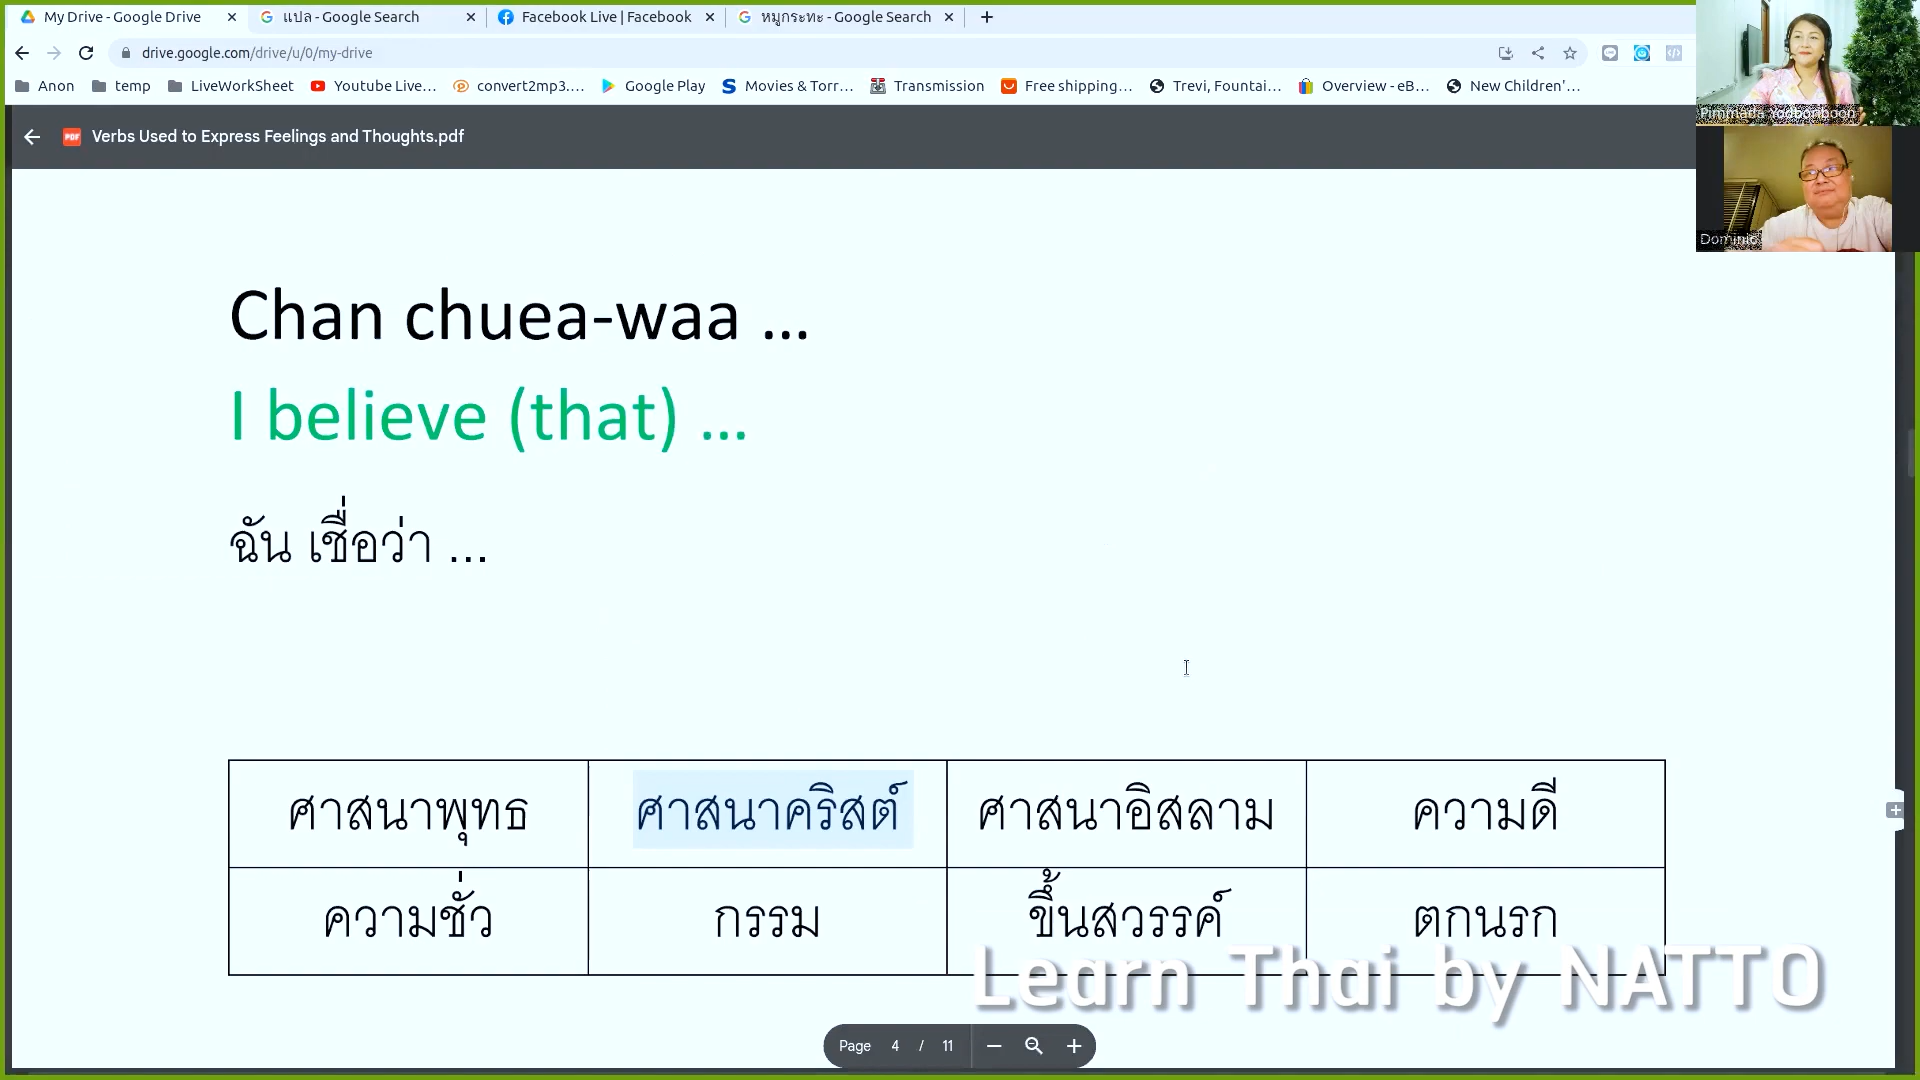 My Drive - Google Drive
แปล - Google Search
Facebook Live | Facebook
หมูกระทะ - Google Search
drive.google.com/drive/u/0/my-drive
Anon
temp
LiveWorkSheet
Youtube Live...
convert2mp3....
Google Play
Movies & Torr...
Transmission
Free shipping...
Trevi, Fountai...
Overview - eB...
New Children'...
PDF
Verbs Used to Express Feelings and Thoughts.pdf
Dominic
Chan chuea-waa ...
I believe (that) ...
ฉัน เชื่อว่า ...
ศาสนาพุทธ ศาสนาคริสต์ ศาสนาอิสลาม ความดี
ความชั่ว กรรม ขึ้นสวรรค์ ตกนรก
Learn Thai by NATTO
Page 4 / 11